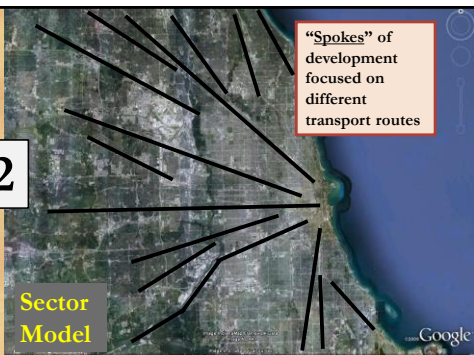 “Spokes” of
development
focused on
different
transport routes
2
Sector
Model
Google